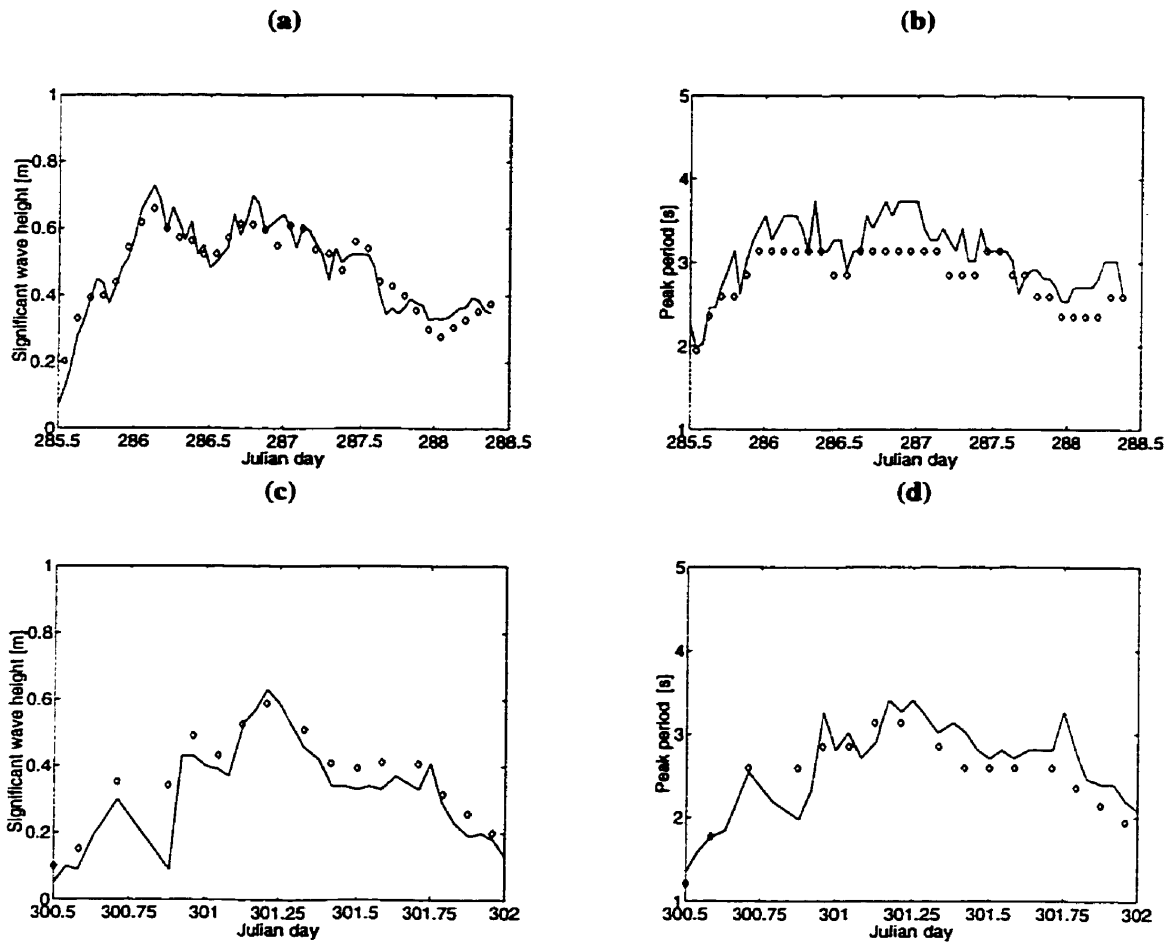 (a)
Significant wave height [m]
1
0.8
0.6
0.4
0.2
0
285.5 286 286.5 287 287.5 288 288.5
Julian day
(b)
Peak period [s]
5
4
3
2
1
285.5 286 286.5 287 287.5 288 288.5
Julian day
(c)
Significant wave height [m]
1
0.8
0.6
0.4
0.2
0
300.5 300.75 301 301.25 301.5 301.75 302
Julian day
(d)
Peak period [s]
5
4
3
2
1
300.5 300.75 301 301.25 301.5 301.75 302
Julian day